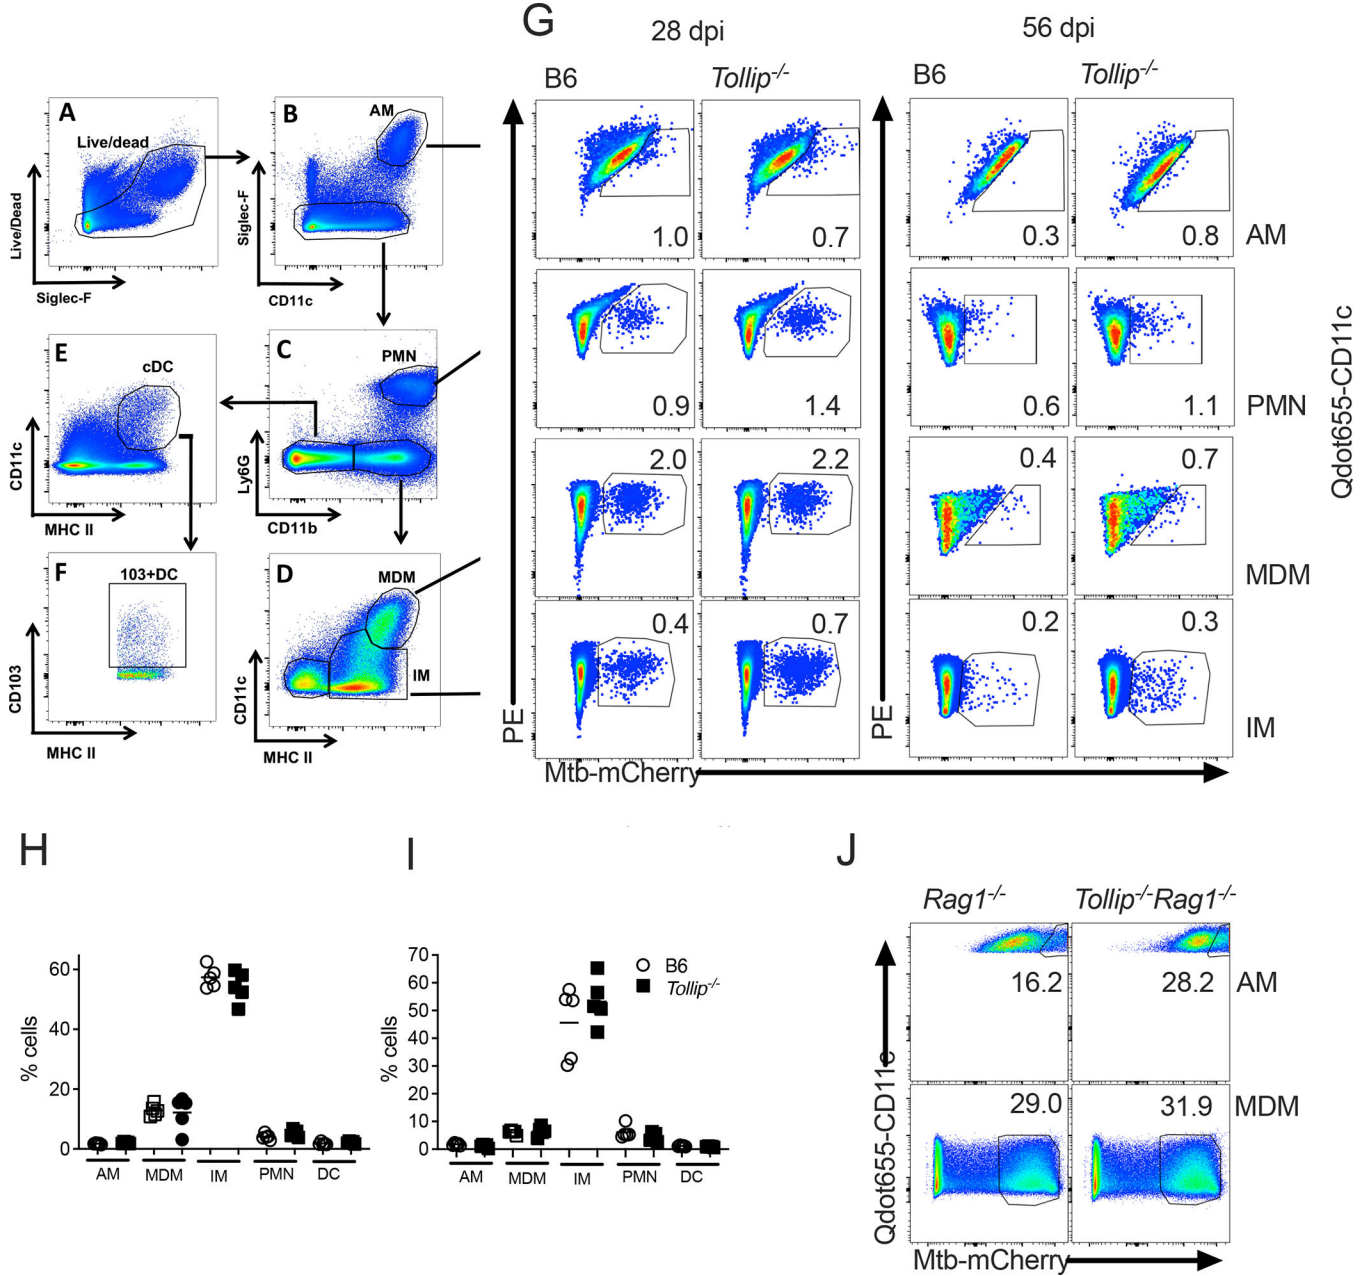 G
28 dpi
56 dpi
B6
Tollip-/-
B6
Tollip-/-
A
Live/dead
Live/Dead
Siglec-F
B
AM
Siglec-F
CD11c
E
cDC
CD11c
MHC II
C
PMN
Ly6G
CD11b
F
103+DC
CD103
MHC II
D
MDM
IM
CD11c
MHC II
1.0
0.7
0.3
0.8
AM
0.9
1.4
0.6
1.1
PMN
2.0
2.2
0.4
0.7
MDM
0.4
0.7
0.2
0.3
IM
PE
PE
Qdot655-CD11c
Mtb-mCherry
H
% cells
60
40
20
0
AM
MDM
IM
PMN
DC
I
% cells
70
60
50
40
30
20
10
0
B6
Tollip-/-
AM
MDM
IM
PMN
DC
J
Rag1-/-
Tollip-/-Rag1-/-
16.2
28.2
AM
29.0
31.9
MDM
Qdot655-CD11c
Mtb-mCherry